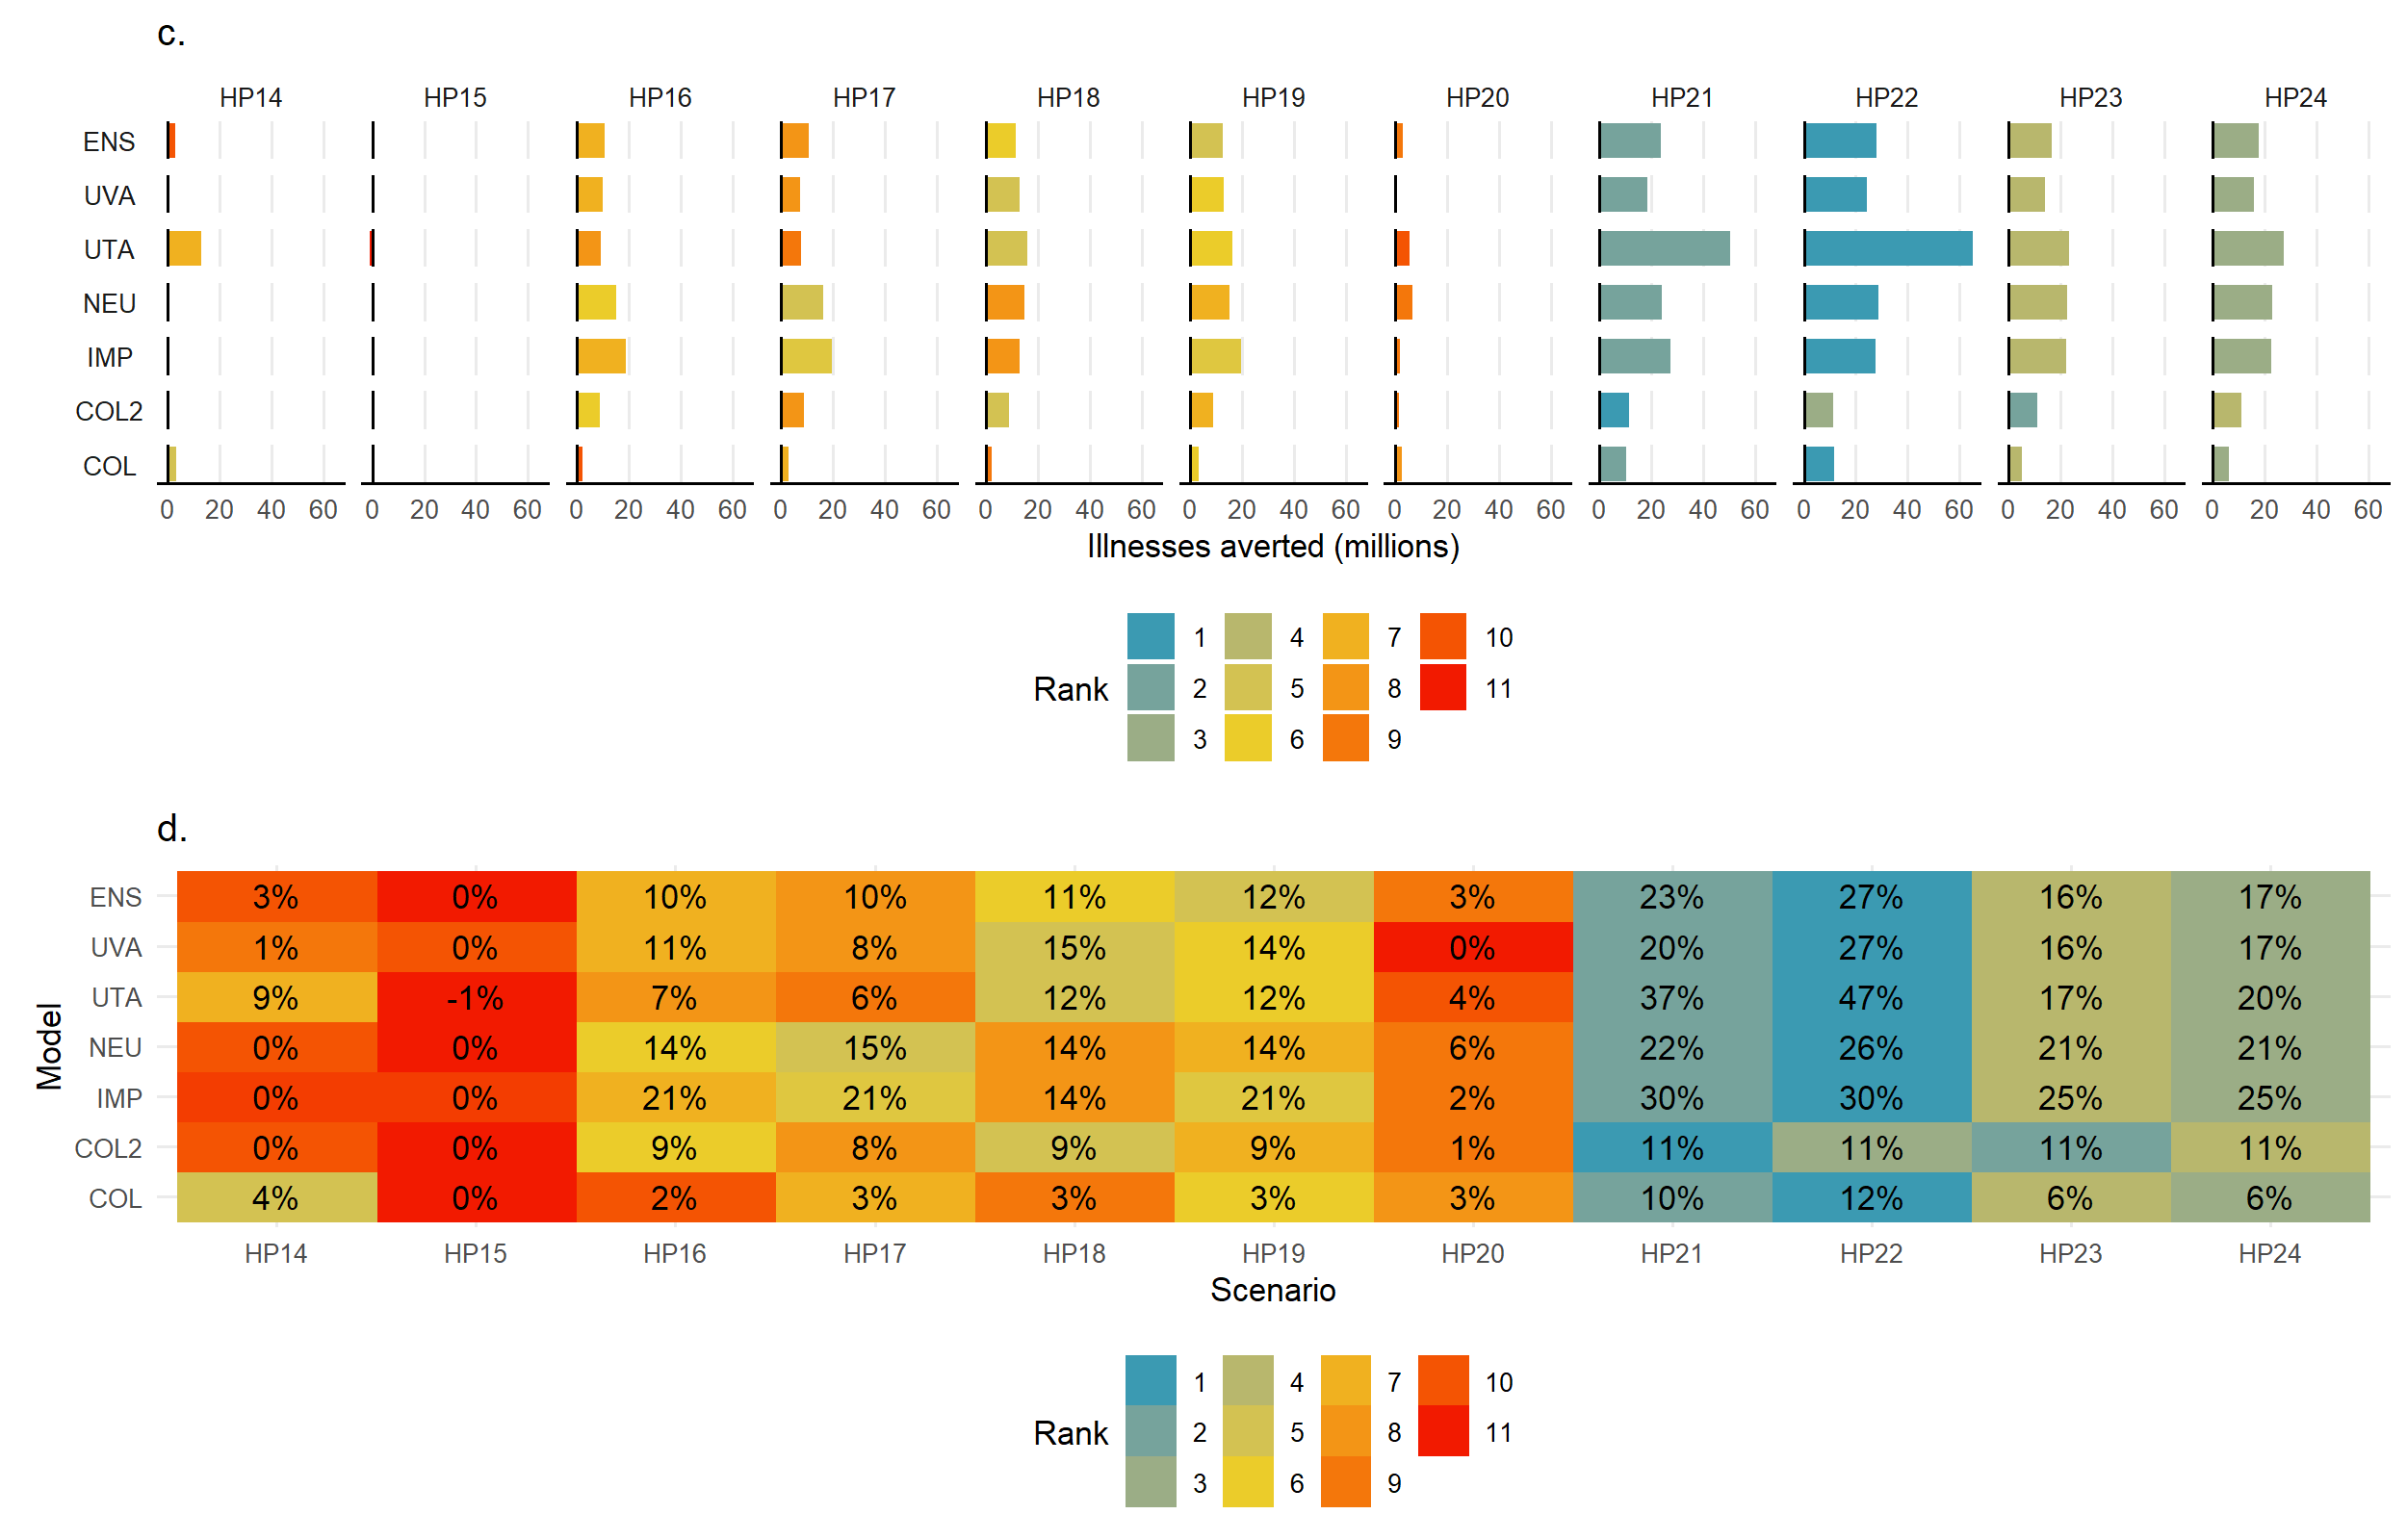 c.
HP14 HP15 HP16 HP17 HP18 HP19 HP20 HP21 HP22 HP23 HP24
ENS
UVA
UTA
NEU
IMP
COL2
COL
0 20 40 60 0 20 40 60 0 20 40 60 0 20 40 60 0 20 40 60 0 20 40 60 0 20 40 60 0 20 40 60 0 20 40 60 0 20 40 60 0 20 40 60
Illnesses averted (millions)
1 4 7 10
Rank 2 5 8 11
3 6 9
d.
ENS 3% 0% 10% 10% 11% 12% 3% 23% 27% 16% 17%
UVA 1% 0% 11% 8% 15% 14% 0% 20% 27% 16% 17%
UTA 9% -1% 7% 6% 12% 12% 4% 37% 47% 17% 20%
NEU 0% 0% 14% 15% 14% 14% 6% 22% 26% 21% 21%
IMP 0% 0% 21% 21% 14% 21% 2% 30% 30% 25% 25%
COL2 0% 0% 9% 8% 9% 9% 1% 11% 11% 11% 11%
COL 4% 0% 2% 3% 3% 3% 3% 10% 12% 6% 6%
Model
HP14 HP15 HP16 HP17 HP18 HP19 HP20 HP21 HP22 HP23 HP24
Scenario
1 4 7 10
Rank 2 5 8 11
3 6 9